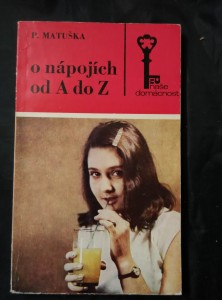 P. MATUŠKA
o nápojích
od A do Z
naše
domácnost